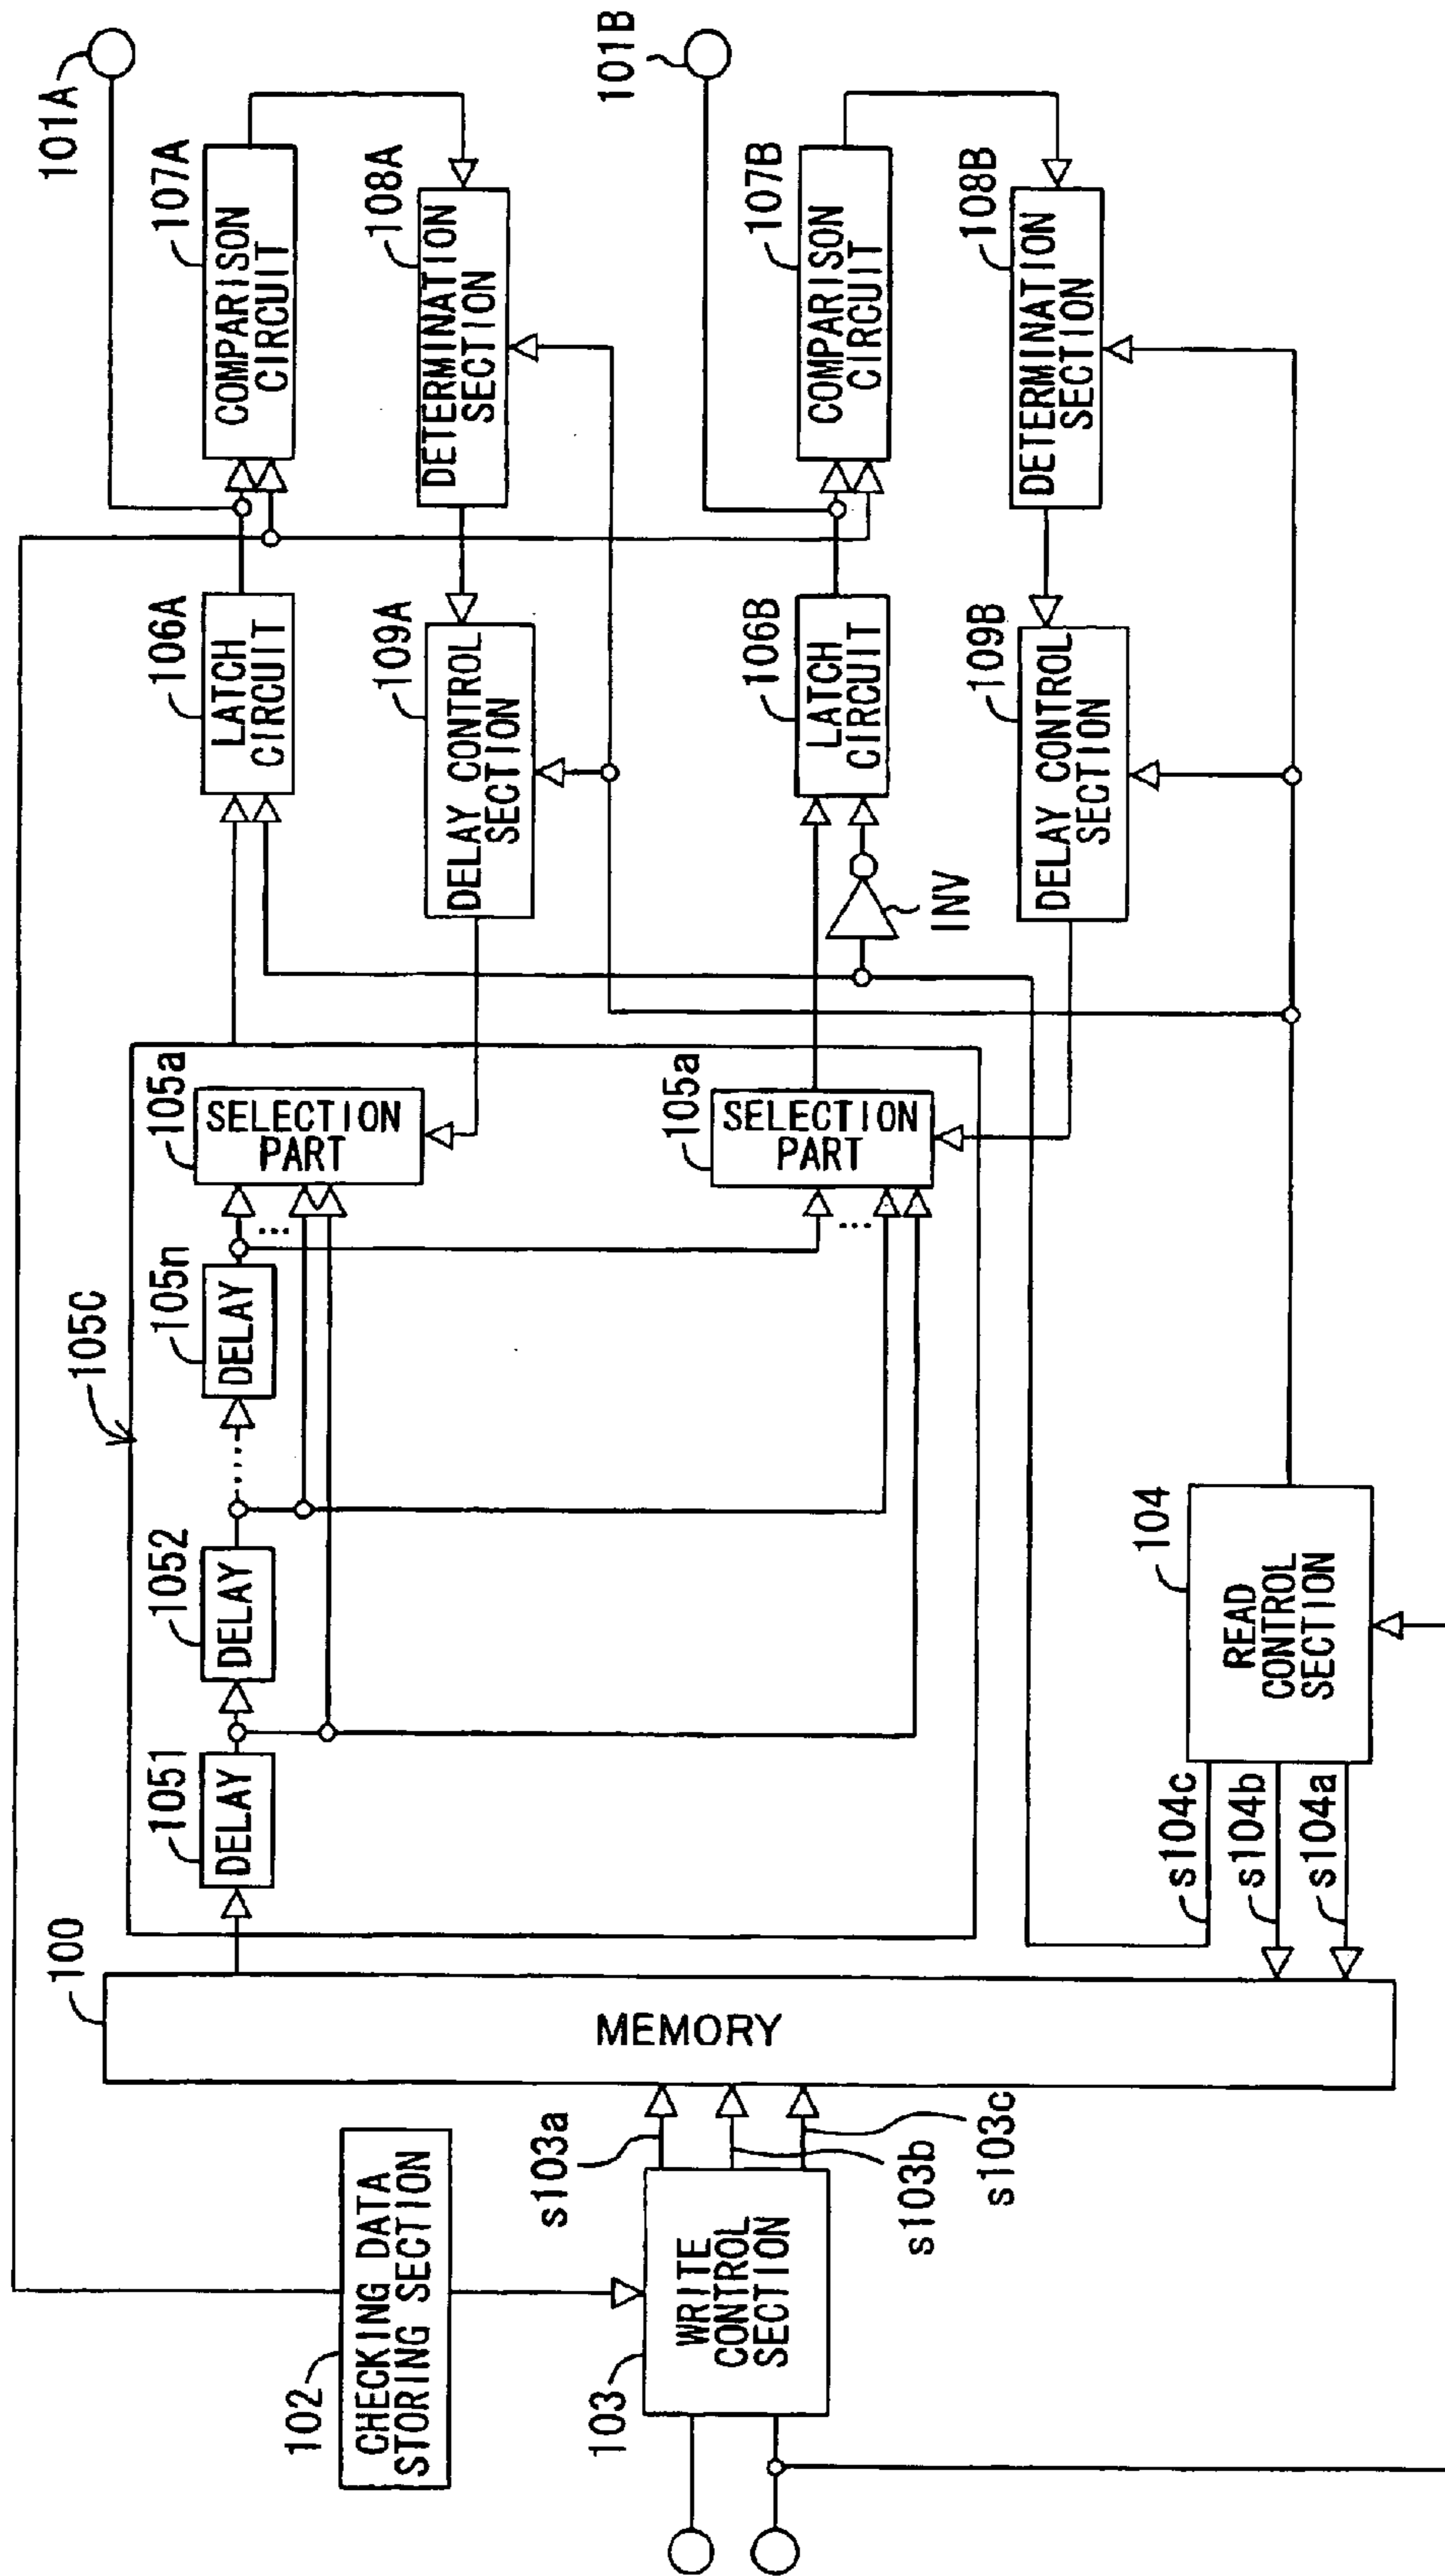 101A
107A
COMPARISON
CIRCUIT
108A
DETERMINATION
SECTION
101B
107B
COMPARISON
CIRCUIT
108B
DETERMINATION
SECTION
106A
LATCH
CIRCUIT
109A
DELAY CONTROL
SECTION
106B
LATCH
CIRCUIT
INV
109B
DELAY CONTROL
SECTION
105C
105a
SELECTION
PART
105a
SELECTION
PART
...
...
105n
DELAY
.....
1052
DELAY
1051
DELAY
104
READ
CONTROL
SECTION
s104c
s104b
s104a
100
MEMORY
s103a
s103b
s103c
102
CHECKING DATA
STORING SECTION
103
WRITE
CONTROL
SECTION